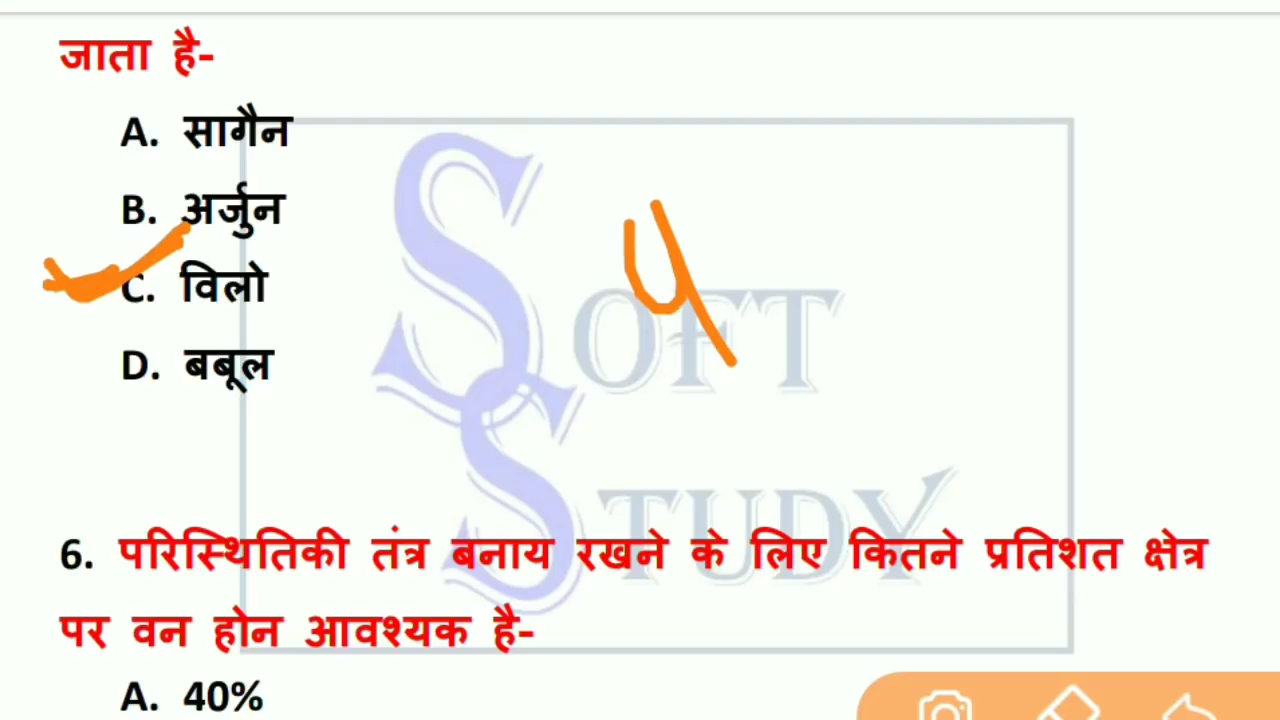 जाता है-
A. सागैन
B. अर्जुन
C. विलो
D. बबूल
SOFT
STUDY
6. परिस्थितिकी तंत्र बनाय रखने के लिए कितने प्रतिशत क्षेत्र
पर वन होन आवश्यक है-
A. 40%